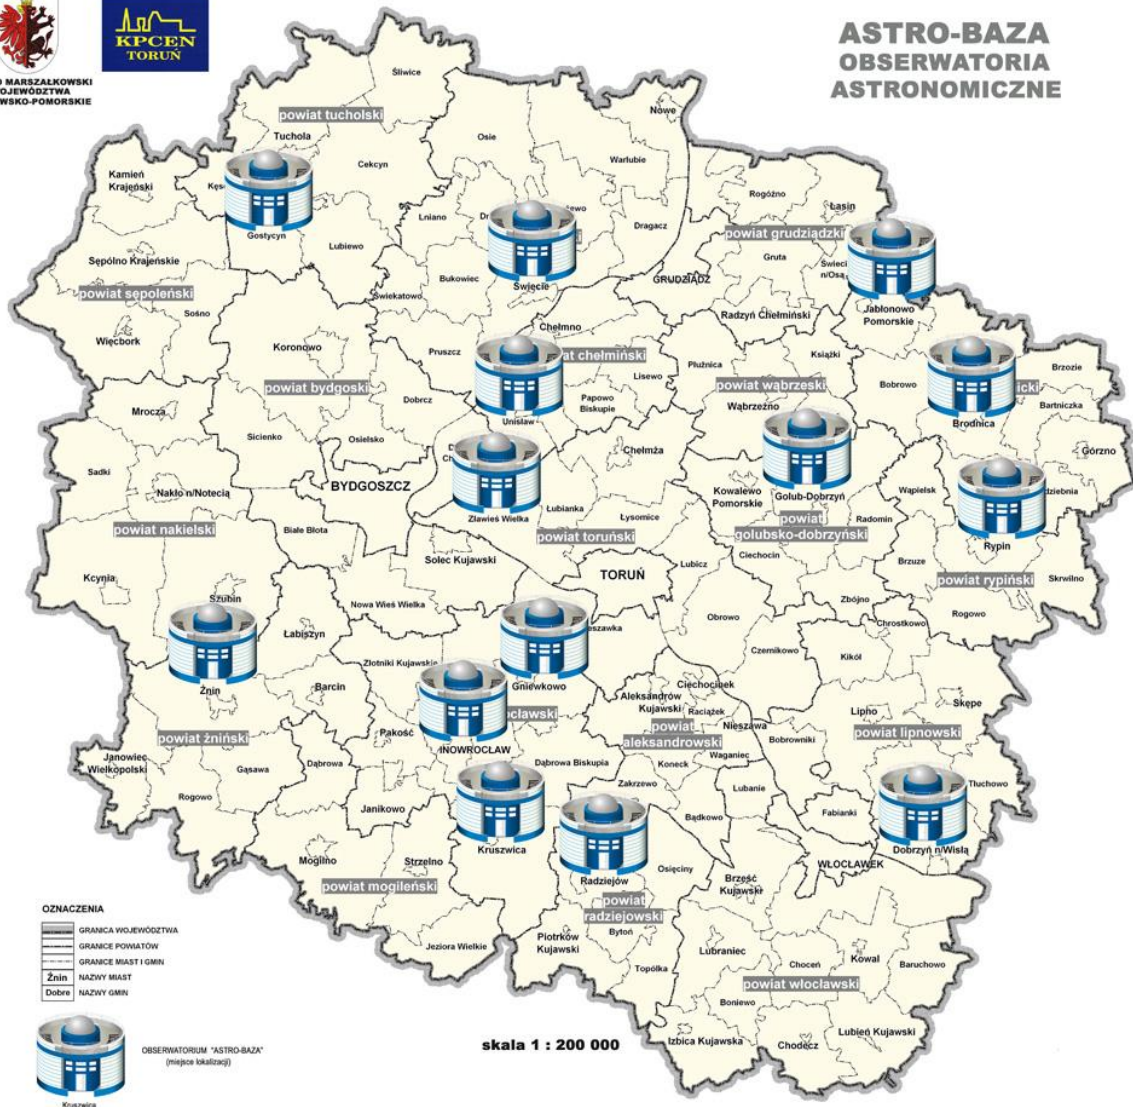 KPCEN
TORUŃ
MARSZAŁKOWSKI
ASTRO-BAZA
OBSERWATORIA
ASTRONOMICZNE
Śliwice
powiat tucholski
Tuchola
Nowe
Osie
Cekcyn
Warlubie
Kamień
Krajeński
Rogóźno
Łasin
Lniano
Dragacz
powiat grudziądzki
Gostycyn
Lubiewo
Sępólno Krajeńskie
Gruta
Świecie
n/Osą
Bukowiec
GRUDZIĄDZ
powiat sępoleński
Świekatowo
Sośno
Radzyń Chełmiński
Jabłonowo
Pomorskie
Chełmno
Więcbork
Koronowo
Pruszcz
at chełmiński
Płużnica
Książki
Brzozie
powiat bydgoski
Lisewo
powiat wąbrzeski
Bobrowo
icki
Dobrcz
Papowo
Biskupie
Wąbrzeźno
Bartniczka
Mrocza
Unisław
Brodnica
Sicienko
Osielsko
Chełmża
Górzno
Sadki
Nakło n/Notecią
BYDGOSZCZ
Kowalewo
Pomorskie
Golub-Dobrzyń
Wąpielsk
dziebnia
Zławieś Wielka
Łubianka
Łysomice
powiat
golubsko-dobrzyński
Radomin
powiat nakielski
Białe Błota
powiat toruński
Rypin
Solec Kujawski
Lubicz
Ciechocin
Brzuze
Kcynia
TORUŃ
powiat rypiński
Skrwilno
Szubin
Nowa Wieś Wielka
Zbójno
Rogowo
Obrowo
Chrostkowo
Łabiszyn
eszawka
Czernikowo
Kikół
Złotniki Kujawskie
Żnin
Barcin
Gniewkowo
Aleksandrów
Kujawski
Ciechocinek
Raciążek
Skępe
ocławski
Lipno
powiat żniński
Pakość
powiat
aleksandrowski
Nieszawa
Bobrowniki
powiat lipnowski
INOWROCŁAW
Waganiec
Janowiec
Wielkopolski
Gąsawa
Dąbrowa
Dąbrowa Biskupia
Koneck
Zakrzewo
Lubanie
Tłuchowo
Rogowo
Janikowo
Bądkowo
Fabianki
Kruszwica
Dobrzyń n/Wisłą
Mogilno
Strzelno
Radziejów
Osięciny
WŁOCŁAWEK
powiat mogileński
Brześć
Kujawski
powiat
radziejowski
Bytoń
Piotrków
Kujawski
Jeziora Wielkie
Lubraniec
Topólka
Choceń
Kowal
Baruchowo
powiat włocławski
Boniewo
Izbica Kujawska
Chodecz
Lubień Kujawski
OZNACZENIA
GRANICA WOJEWÓDZTWA
GRANICE POWIATÓW
GRANICE MIAST I GMIN
Żnin NAZWY MIAST
Dobre NAZWY GMIN
OBSERWATORIUM "ASTRO-BAZA"
(miejsce lokalizacji)
Kruszwica
skala 1 : 200 000